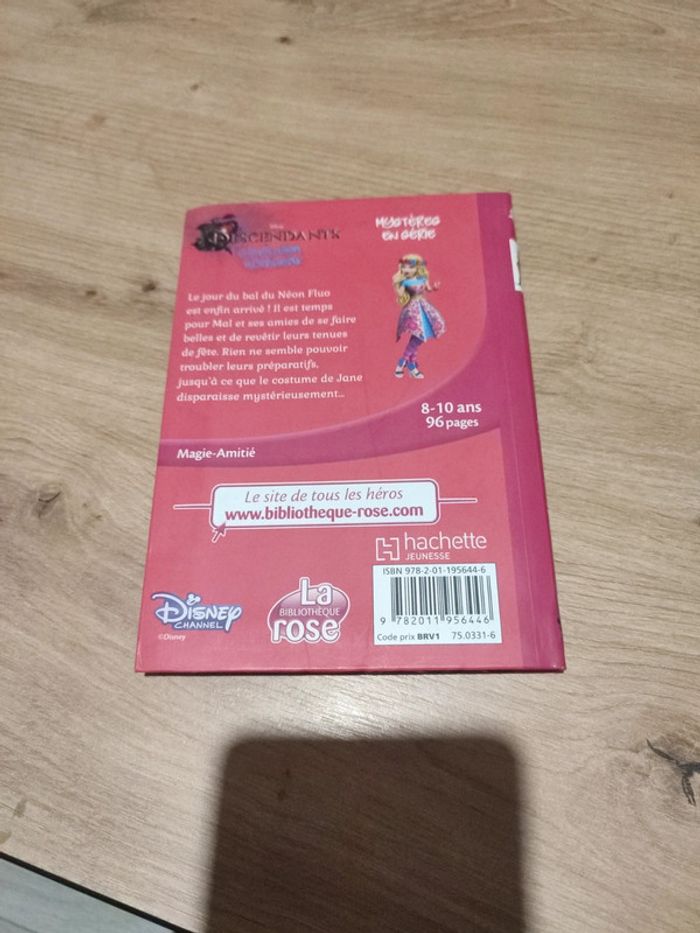 Disney
DESCENDANTS
MYSTÈRES
EN SÉRIE
Le jour du bal du Néon Fluo
est enfin arrivé ! Il est temps
pour Mal et ses amies de se faire
belles et de revêtir leurs tenues
de fête. Rien ne semble pouvoir
troubler leurs préparatifs,
jusqu'à ce que le costume de Jane
disparaisse mystérieusement...
8-10 ans
96 pages
Magie-Amitié
Le site de tous les héros
www.bibliotheque-rose.com
hachette
JEUNESSE
ISBN 978-2-01-195644-6
9 782011 956446
Code prix BRV1 75.0331-6
DISNEY
CHANNEL
©Disney
La
BIBLIOTHÈQUE
rose